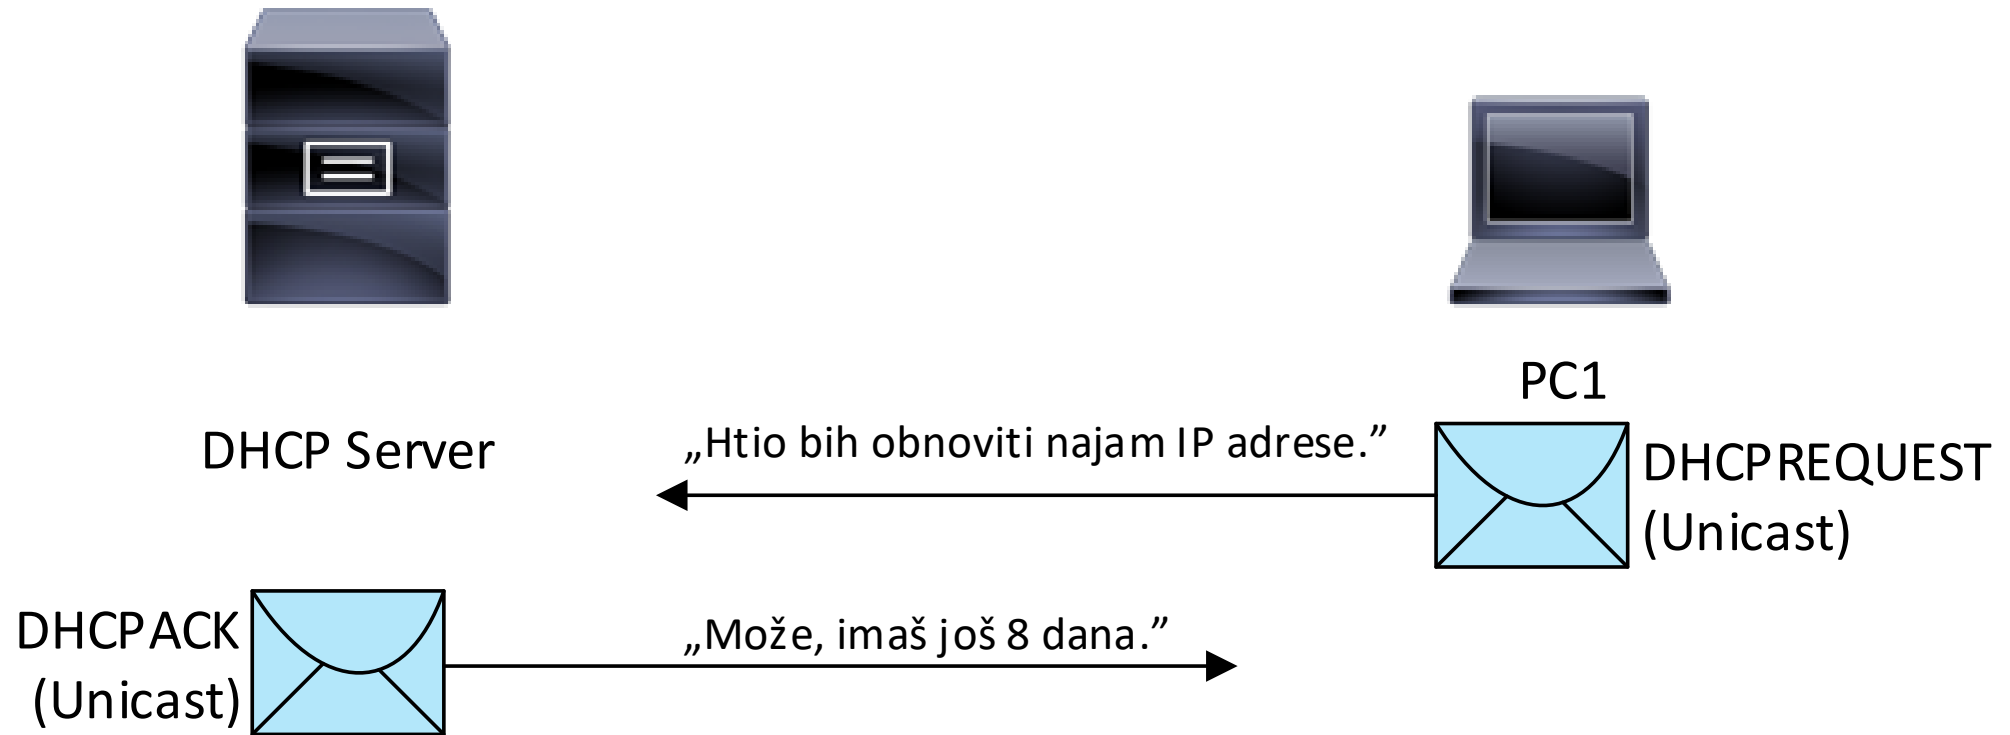 PC1
DHCP Server
„Htio bih obnoviti najam IP adrese.”
DHCPREQUEST
(Unicast)
DHCPACK
(Unicast)
„Može, imaš još 8 dana.”